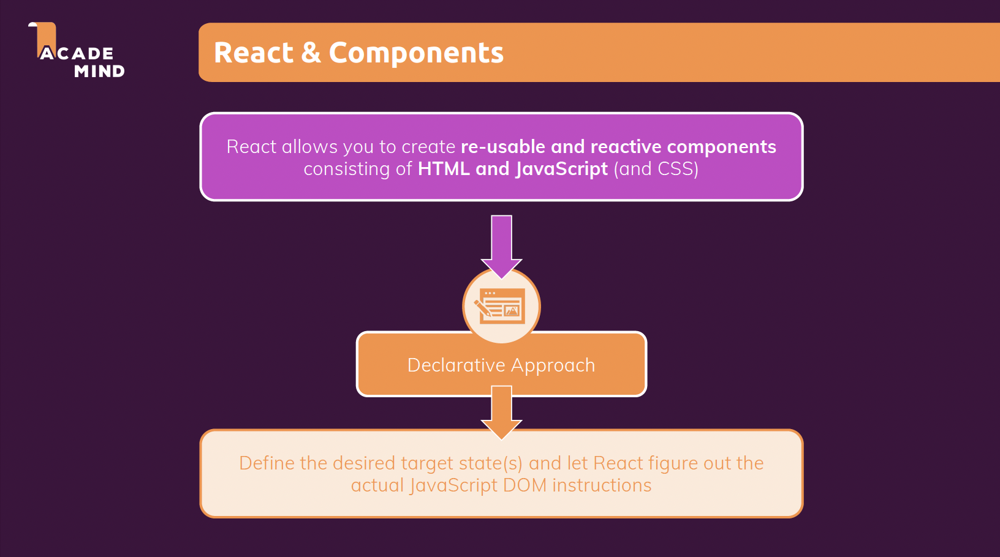 ACADE
MIND
React & Components
React allows you to create re-usable and reactive components
consisting of HTML and JavaScript (and CSS)
Declarative Approach
Define the desired target state(s) and let React figure out the
actual JavaScript DOM instructions